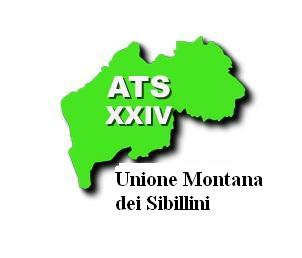 ATS
XXIV
Unione Montana
dei Sibillini